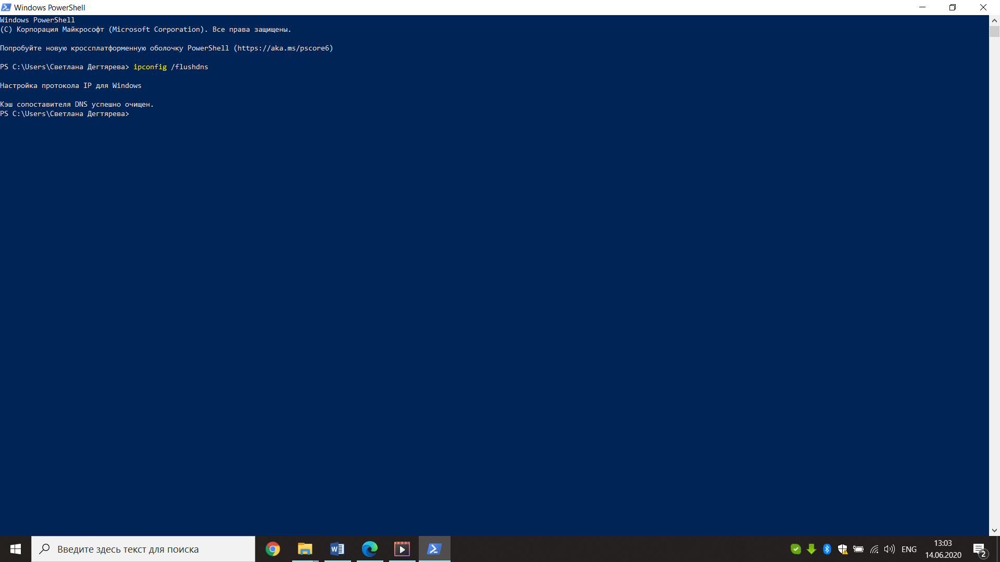 Windows PowerShell
Windows PowerShell
(C) Корпорация Майкрософт (Microsoft Corporation). Все права защищены.
Попробуйте новую кроссплатформенную оболочку PowerShell (https://aka.ms/pscore6)
PS C:\Users\Светлана Дегтярева> ipconfig /flushdns
Настройка протокола IP для Windows
Кэш сопоставителя DNS успешно очищен.
PS C:\Users\Светлана Дегтярева>
Введите здесь текст для поиска
ENG
13:03
14.06.2020
2